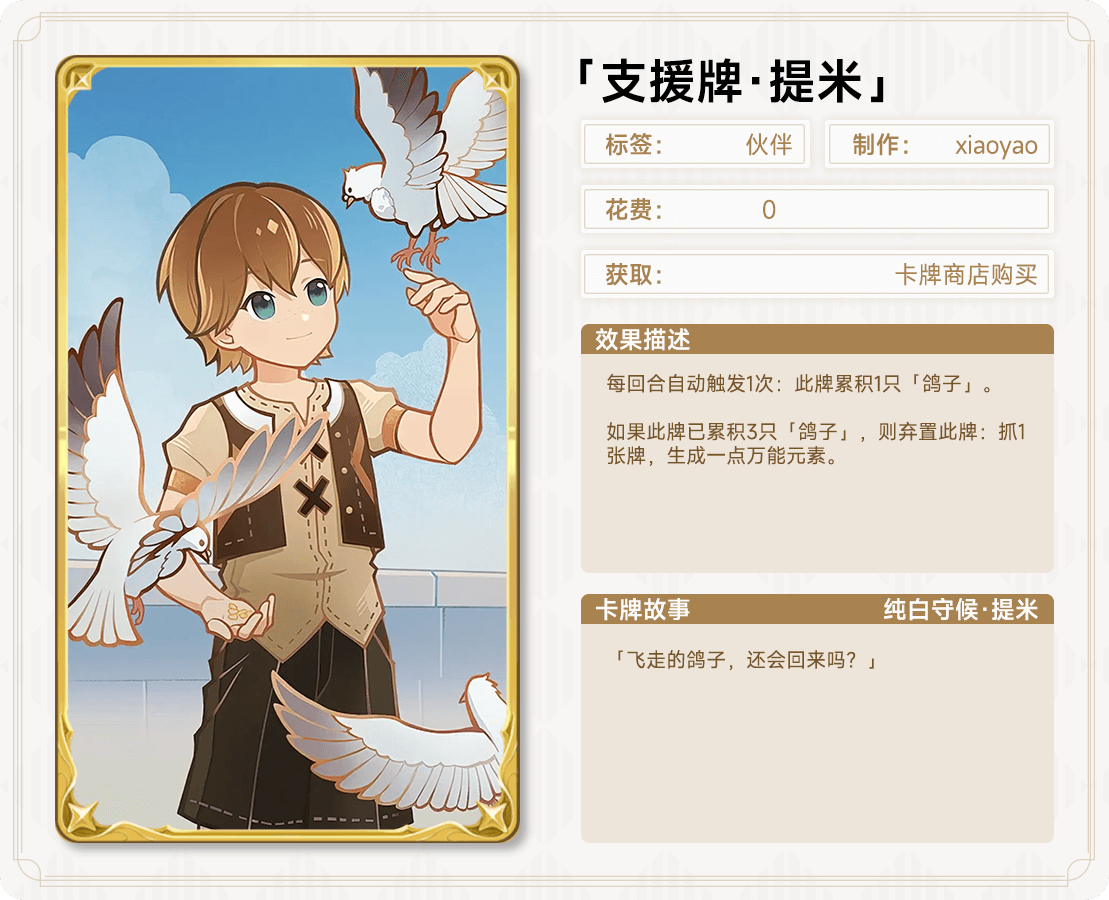 「支援牌·提米」
标签： 伙伴 制作： xiaoyao
花费： 0
获取： 卡牌商店购买
效果描述
每回合自动触发1次：此牌累积1只「鸽子」。
如果此牌已累积3只「鸽子」，则弃置此牌：抓1
张牌，生成一点万能元素。
卡牌故事 纯白守候·提米
「飞走的鸽子，还会回来吗？」